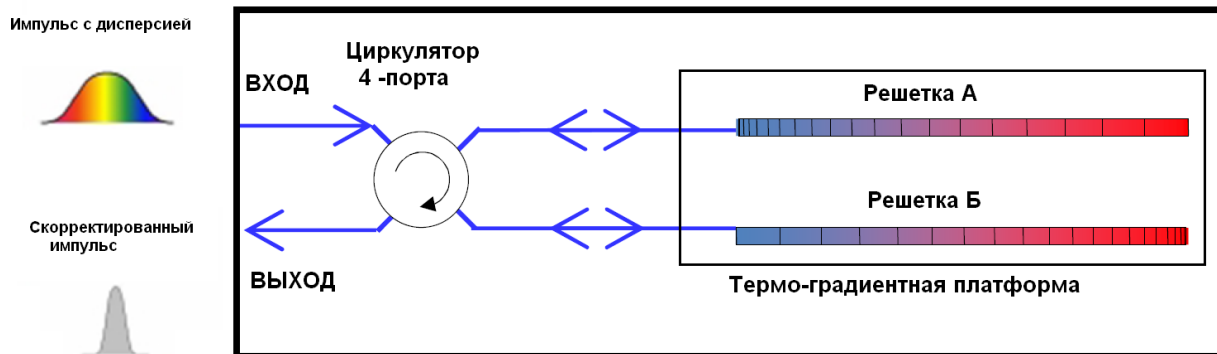 Импульс с дисперсией
Циркулятор
4 -порта
ВХОД
Решетка А
Решетка Б
Скорректированный
импульс
ВЫХОД
Термо-градиентная платформа